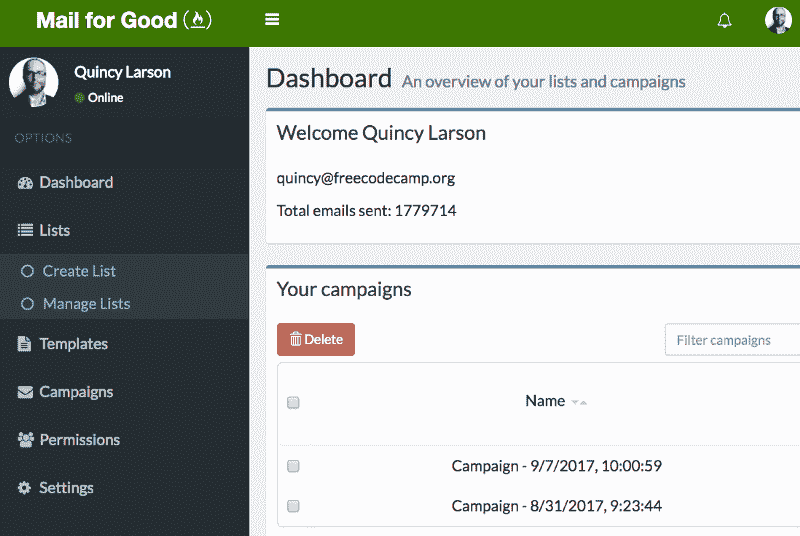 Mail for Good
Quincy Larson
Online
OPTIONS
Dashboard
Lists
Create List
Manage Lists
Templates
Campaigns
Permissions
Settings
Dashboard An overview of your lists and campaigns
Welcome Quincy Larson
quincy@freecodecamp.org
Total emails sent: 1779714
Your campaigns
Delete
Filter campaigns
Name
Campaign - 9/7/2017, 10:00:59
Campaign - 8/31/2017, 9:23:44